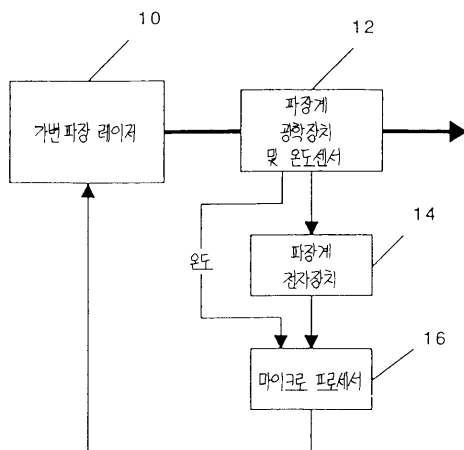 10
12
가변파장 레이저
파장계
광학장치
및 온도센서
14
온도
파장계
전자장치
16
마이크로 프로세서